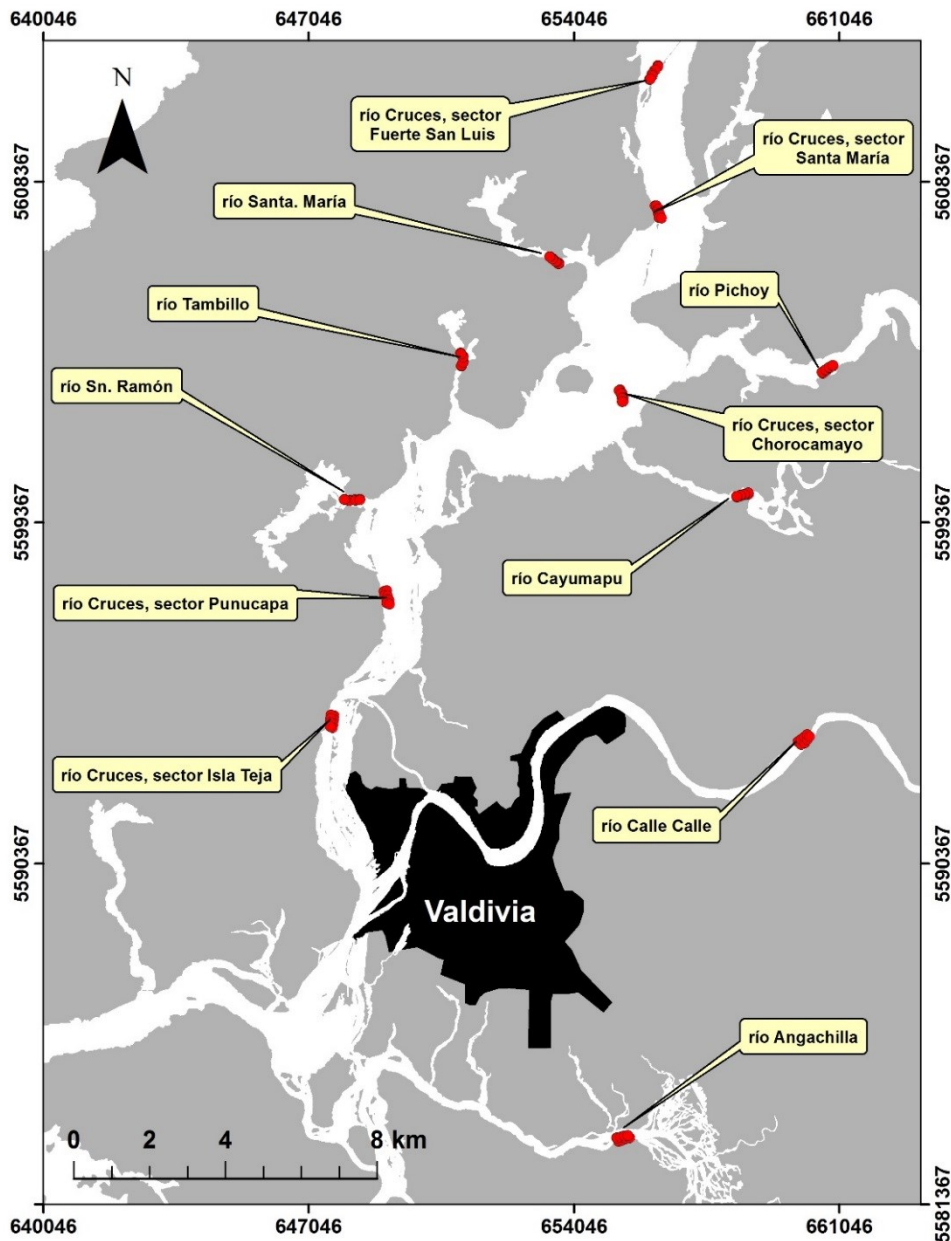 640046
647046
654046
661046
N
río Cruces, sector
Fuerte San Luis
río Cruces, sector
Santa María
5608367
5608367
río Santa. María
río Pichoy
río Tambillo
río Sn. Ramón
río Cruces, sector
Chorocamayo
5599367
5599367
río Cayumapu
río Cruces, sector Punucapa
río Cruces, sector Isla Teja
río Calle Calle
5590367
5590367
Valdivia
río Angachilla
0 2 4 8 km
5581367
640046
647046
654046
661046